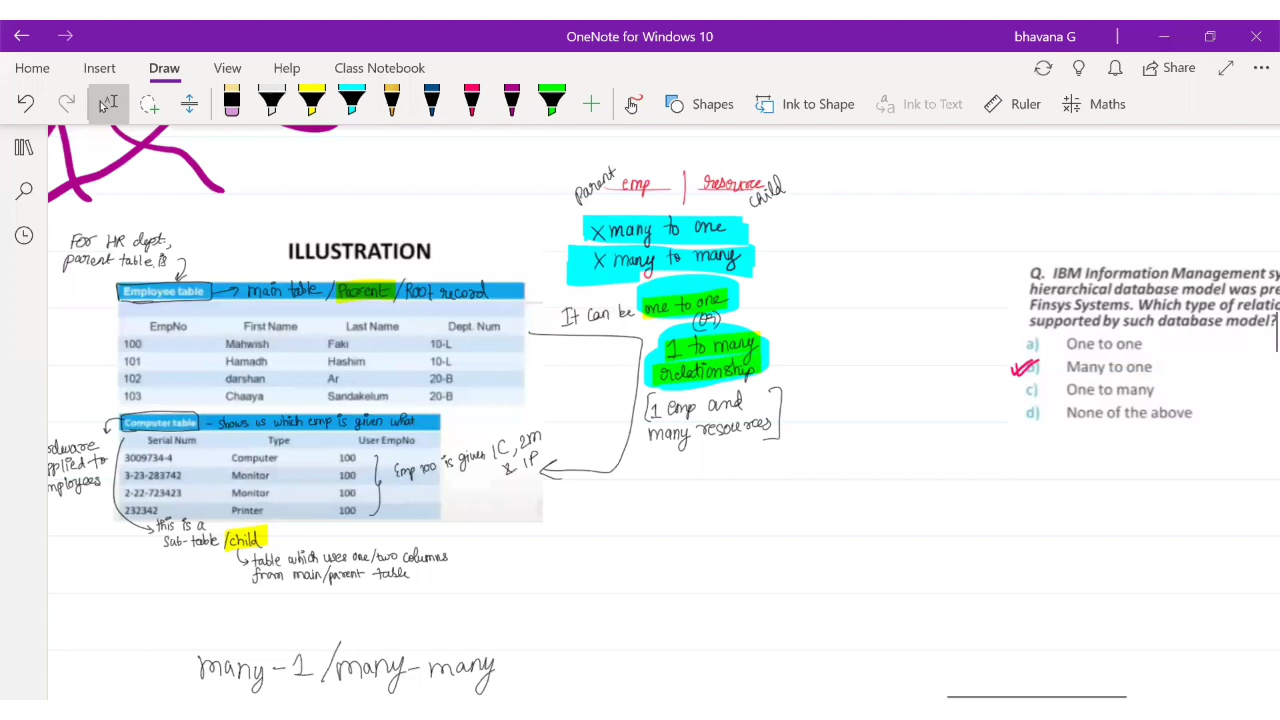 OneNote for Windows 10
bhavana G
Home Insert Draw View Help Class Notebook
Share
Shapes Ink to Shape Ink to Text Ruler Maths
parent emp | resource child
X many to one
X many to many
It can be one to one
(or)
1 to many
relationship
[1 emp and
many resources]
For HR dept,
parent table is
ILLUSTRATION
Employee table → main table / Parent / Root record
EmpNo First Name Last Name Dept. Num
100 Mahwish Faki 10-L
101 Hamadh Hashim 10-L
102 darshan Ar 20-B
103 Chaaya Sandakelum 20-B
Computer table - shows us which emp is given what
Serial Num Type User EmpNo
3009734-4 Computer 100
3-23-283742 Monitor 100
2-22-723423 Monitor 100
232342 Printer 100
Emp 100 is given 1C, 2M
& 1P
dware
pplied to
mployees
this is a
sub-table /child
table which uses one/two columns
from main/parent table
many - 1 / many - many
Q. IBM Information Management sy
hierarchical database model was pre
Finsys Systems. Which type of relatio
supported by such database model?
a) One to one
b) Many to one
c) One to many
d) None of the above